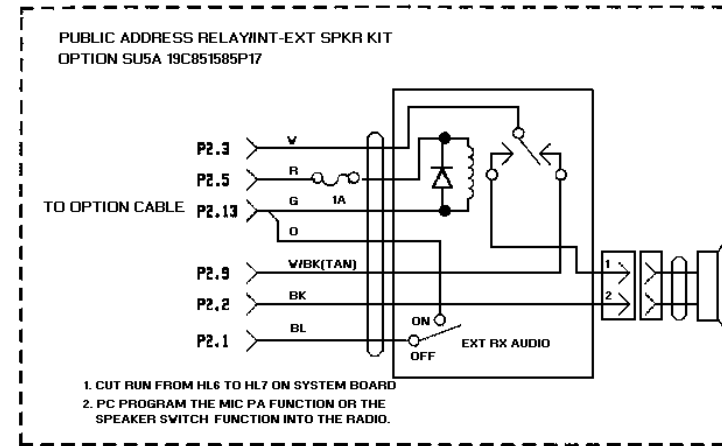 PUBLIC ADDRESS RELAY/INT-EXT SPKR KIT
OPTION SU5A 19C851585P17
P2.3 W
P2.5 R
1A
TO OPTION CABLE P2.13 G
O
P2.9 W/BK(TAN)
1
P2.2 BK
2
P2.1 BL
ON
OFF
EXT RX AUDIO
1. CUT RUN FROM HL6 TO HL7 ON SYSTEM BOARD
2. PC PROGRAM THE MIC PA FUNCTION OR THE
SPEAKER SWITCH FUNCTION INTO THE RADIO.